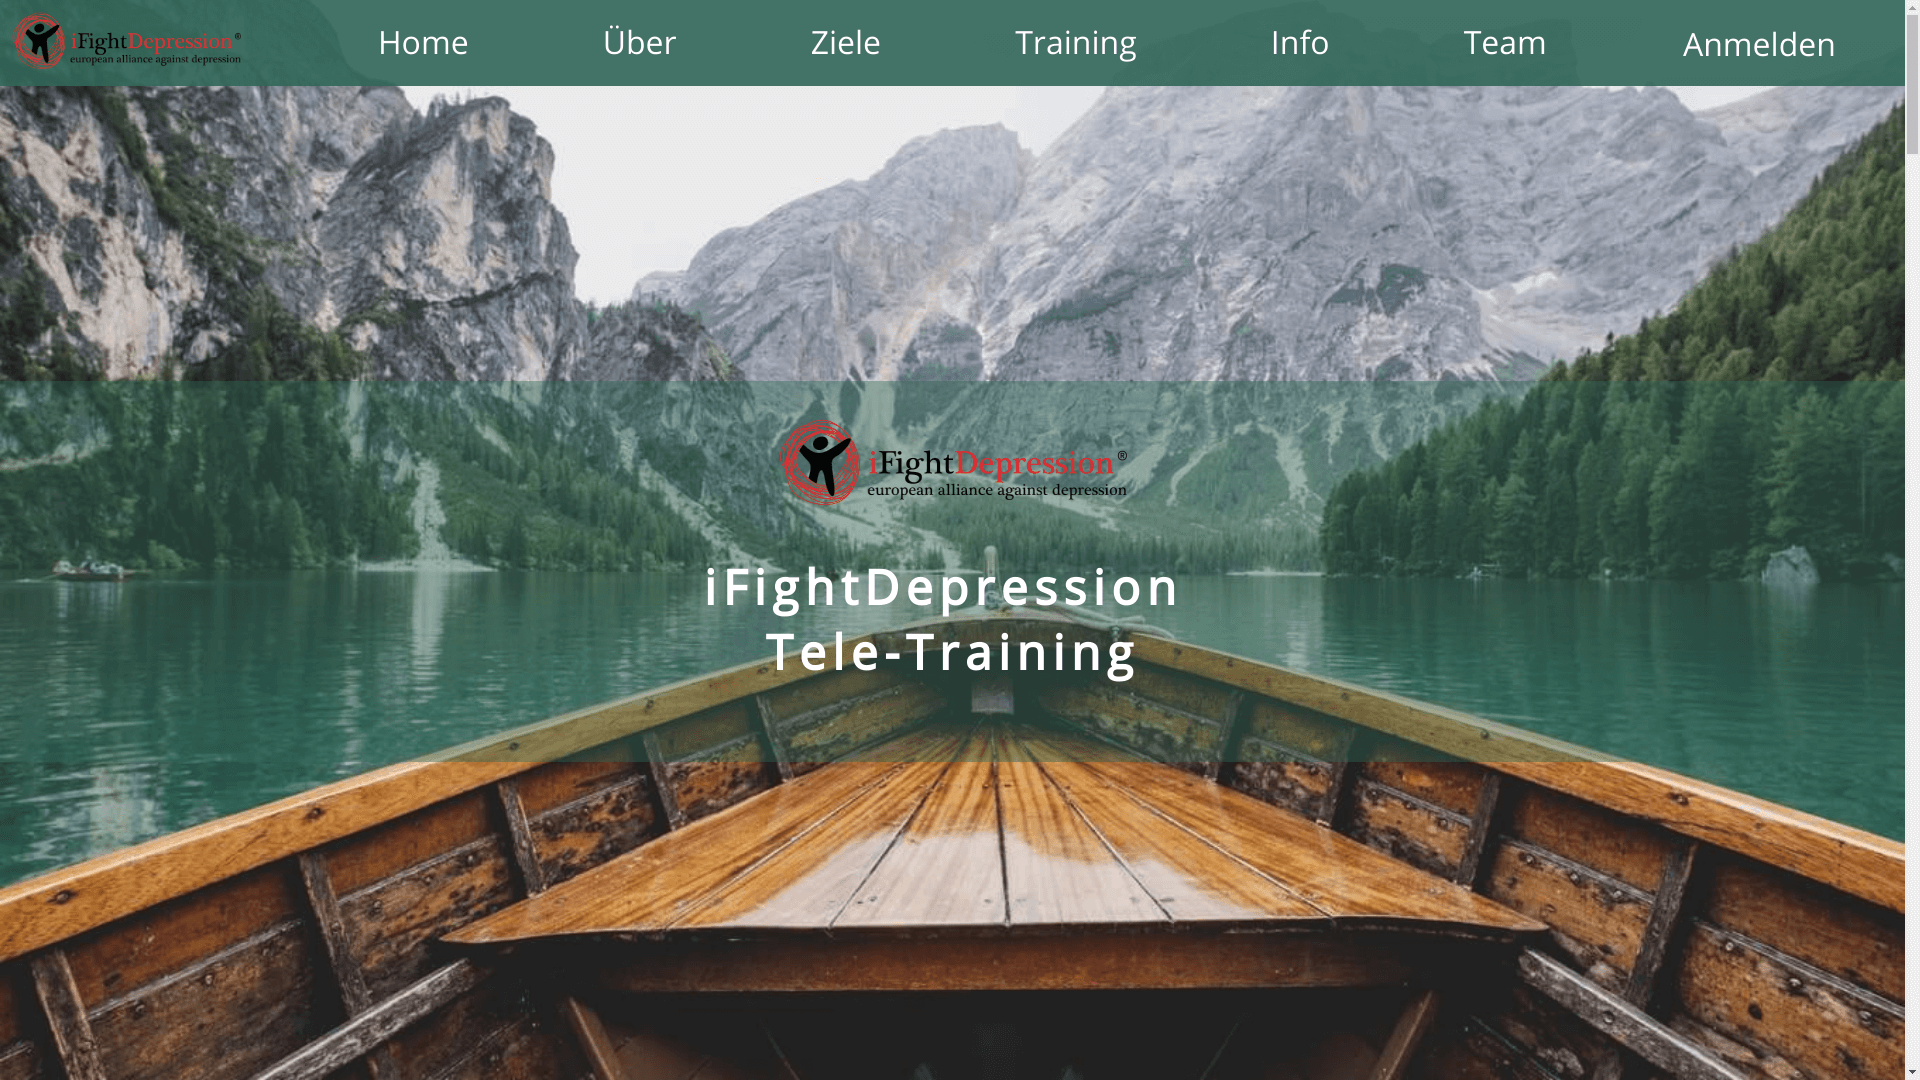 iFightDepression®
european alliance against depression
Home
Über
Ziele
Training
Info
Team
Anmelden
iFightDepression®
european alliance against depression
iFightDepression
Tele-Training